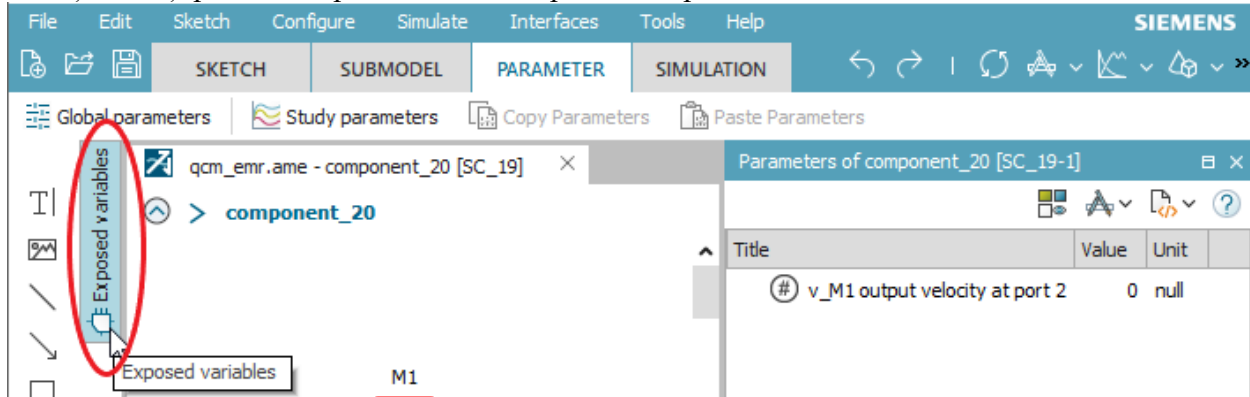 File Edit Sketch Configure Simulate Interfaces Tools Help SIEMENS
SKETCH SUBMODEL PARAMETER SIMULATION
Global parameters Study parameters Copy Parameters Paste Parameters
Exposed variables
qcm_emr.ame - component_20 [SC_19]
component_20
Parameters of component_20 [SC_19-1]
Title Value Unit
v_M1 output velocity at port 2 0 null
Exposed variables
M1